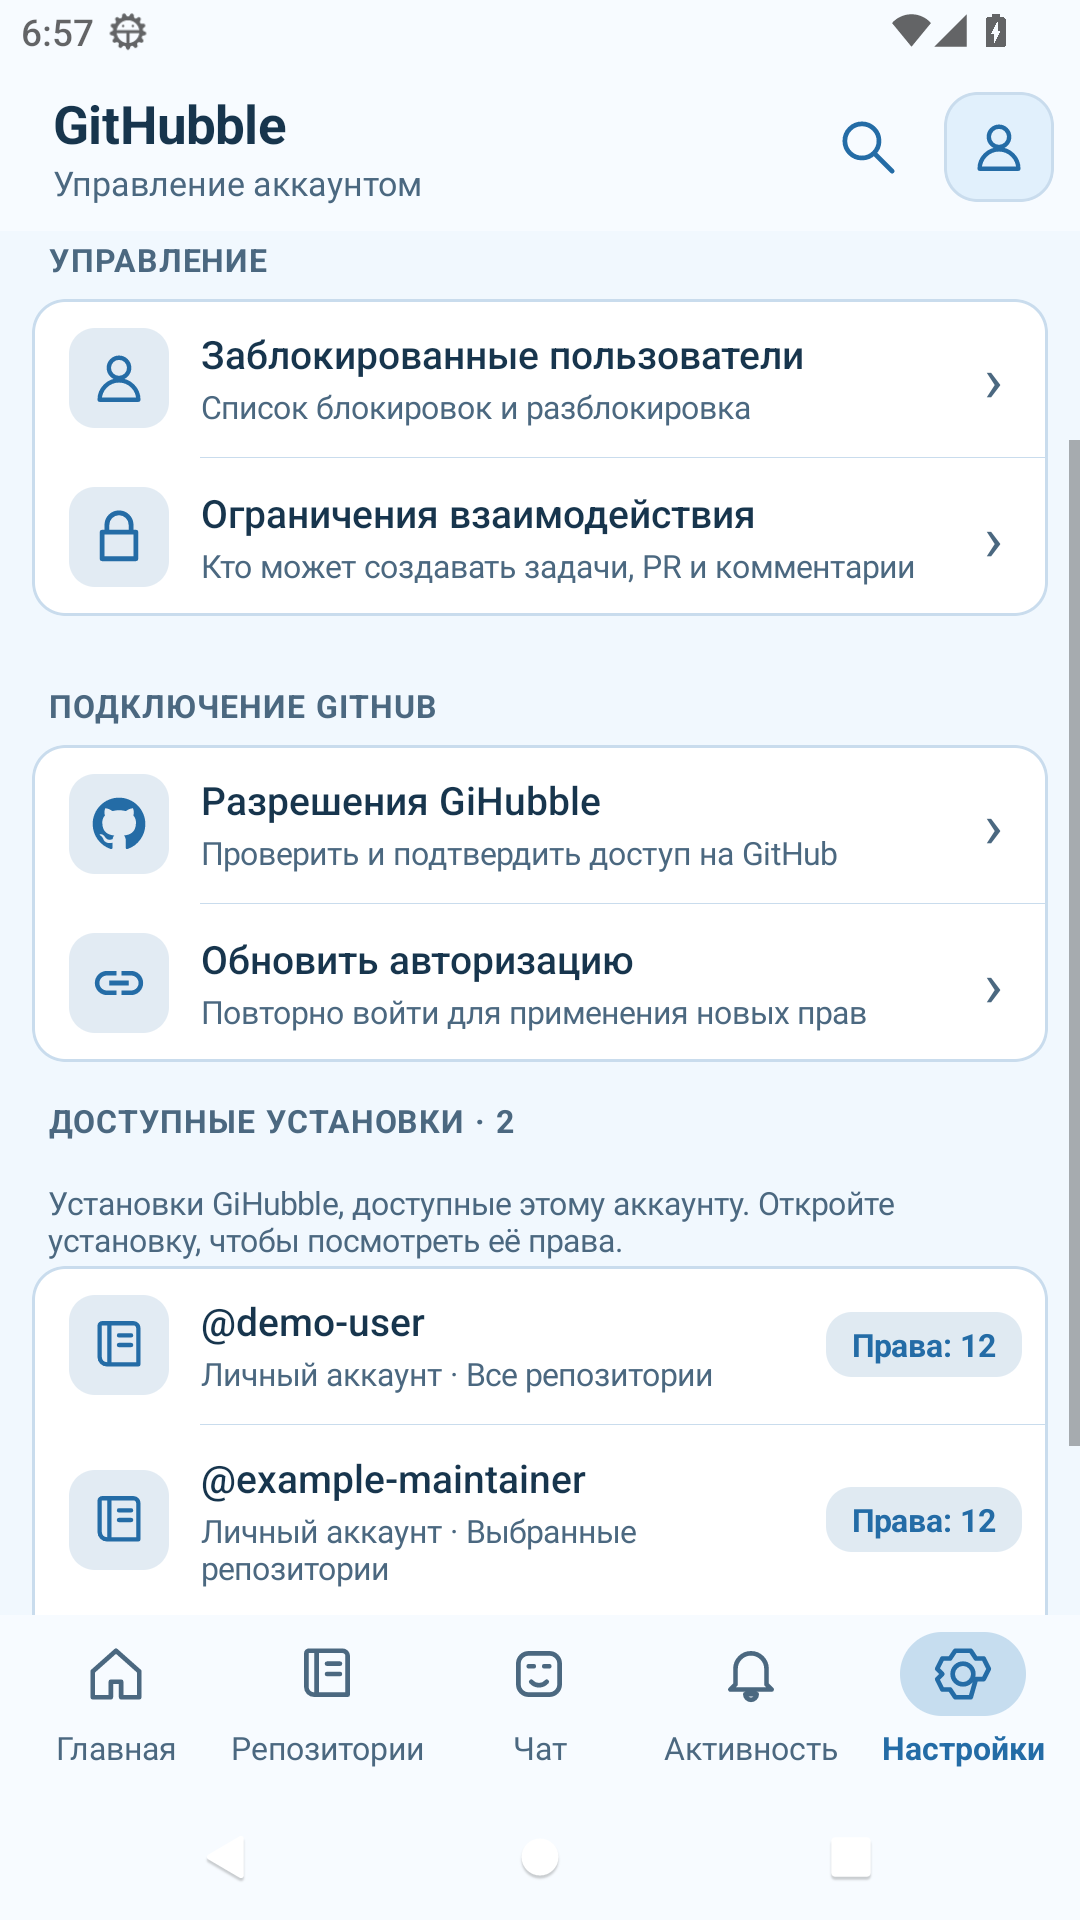 6:57
GitHubble
Управление аккаунтом
УПРАВЛЕНИЕ
Заблокированные пользователи
Список блокировок и разблокировка
Ограничения взаимодействия
Кто может создавать задачи, PR и комментарии
ПОДКЛЮЧЕНИЕ GITHUB
Разрешения GiHubble
Проверить и подтвердить доступ на GitHub
Обновить авторизацию
Повторно войти для применения новых прав
ДОСТУПНЫЕ УСТАНОВКИ · 2
Установки GiHubble, доступные этому аккаунту. Откройте
установку, чтобы посмотреть её права.
@demo-user
Личный аккаунт · Все репозитории
Права: 12
@example-maintainer
Личный аккаунт · Выбранные
репозитории
Права: 12
Главная
Репозитории
Чат
Активность
Настройки